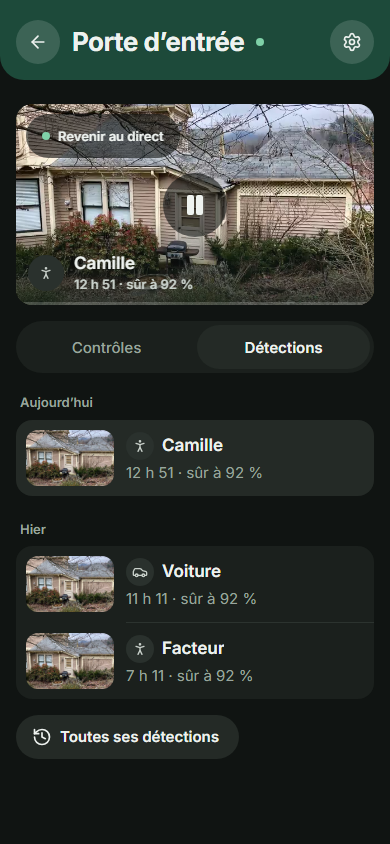 Porte d'entrée
Revenir au direct
Camille
12 h 51 · sûr à 92 %
Contrôles
Détections
Aujourd'hui
Camille
12 h 51 · sûr à 92 %
Hier
Voiture
11 h 11 · sûr à 92 %
Facteur
7 h 11 · sûr à 92 %
Toutes ses détections